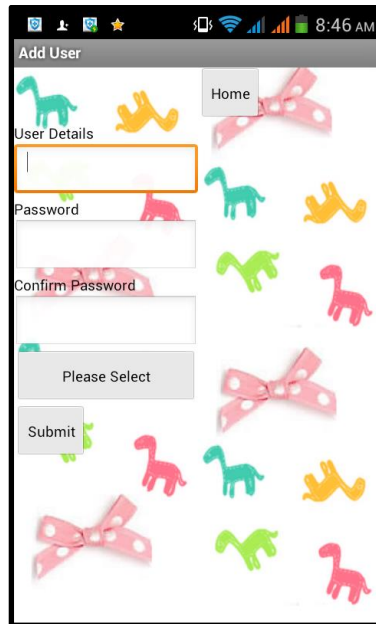 8:46 AM
Add User
Home
User Details
Password
Confirm Password
Please Select
Submit